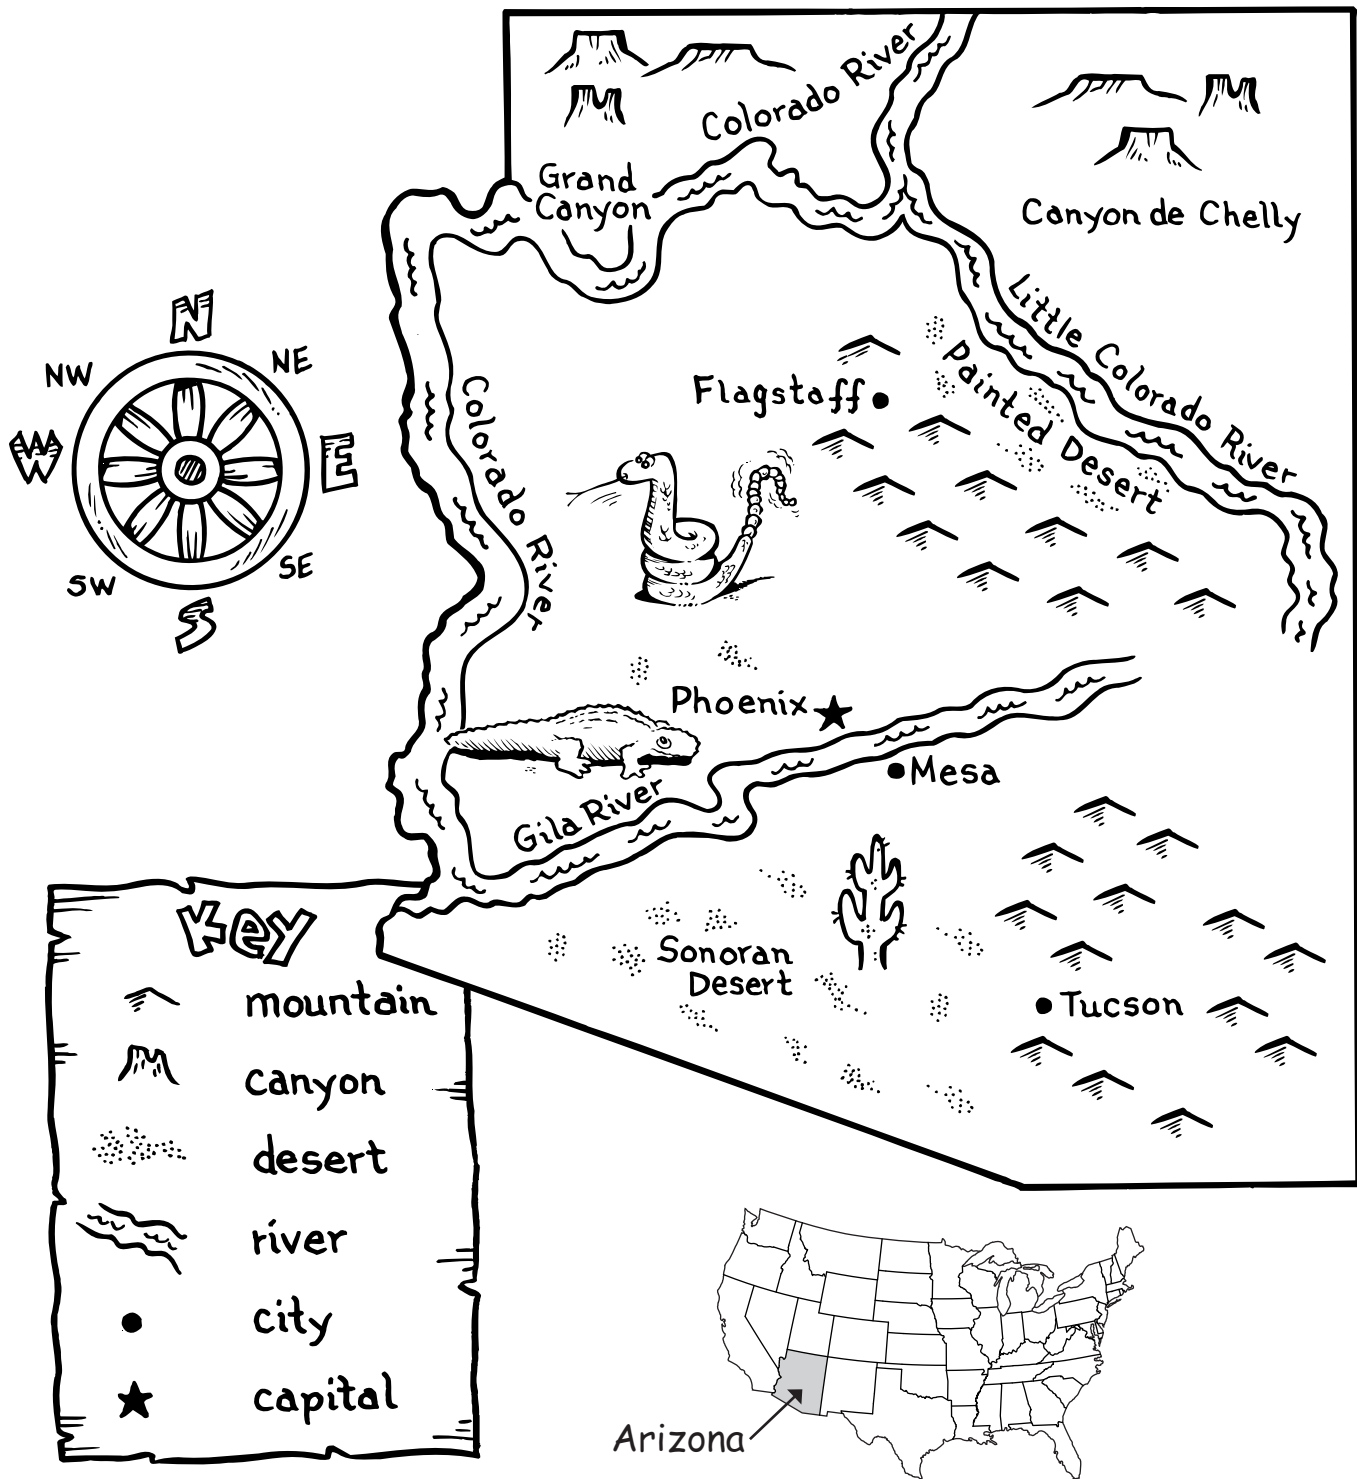 Colorado River
Grand
Canyon
Canyon de Chelly
Little Colorado River
N
NW
NE
W
E
SW
SE
S
Colorado River
Flagstaff
Painted Desert
Phoenix
Mesa
Gila River
Sonoran
Desert
Tucson
Key
mountain
canyon
desert
river
city
capital
Arizona